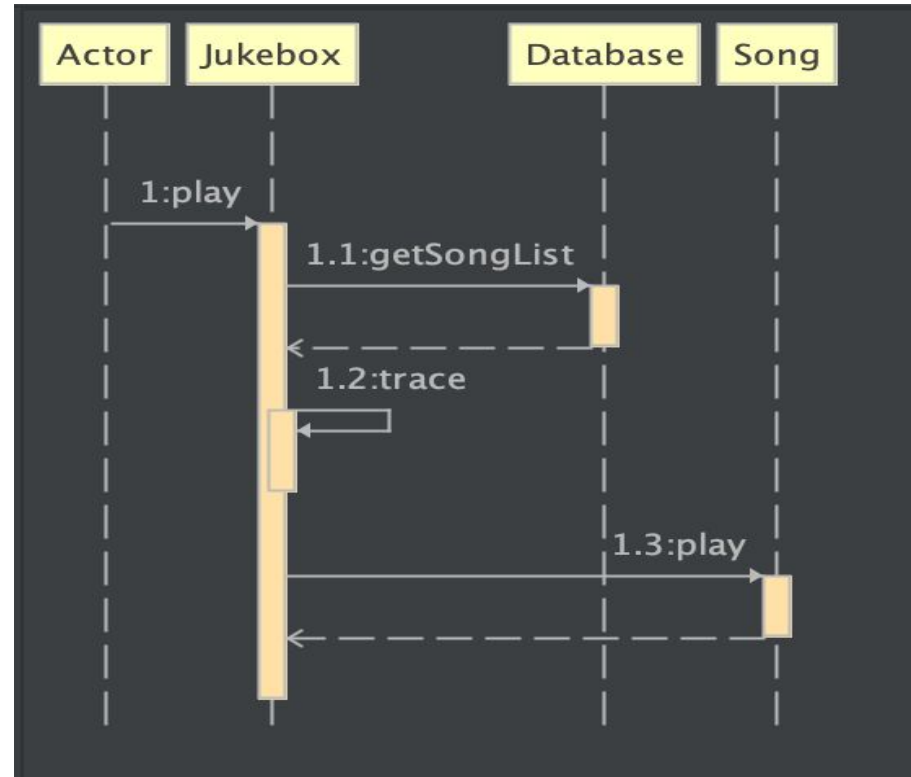 Actor
Jukebox
Database
Song
1:play
1.1:getSongList
1.2:trace
1.3:play